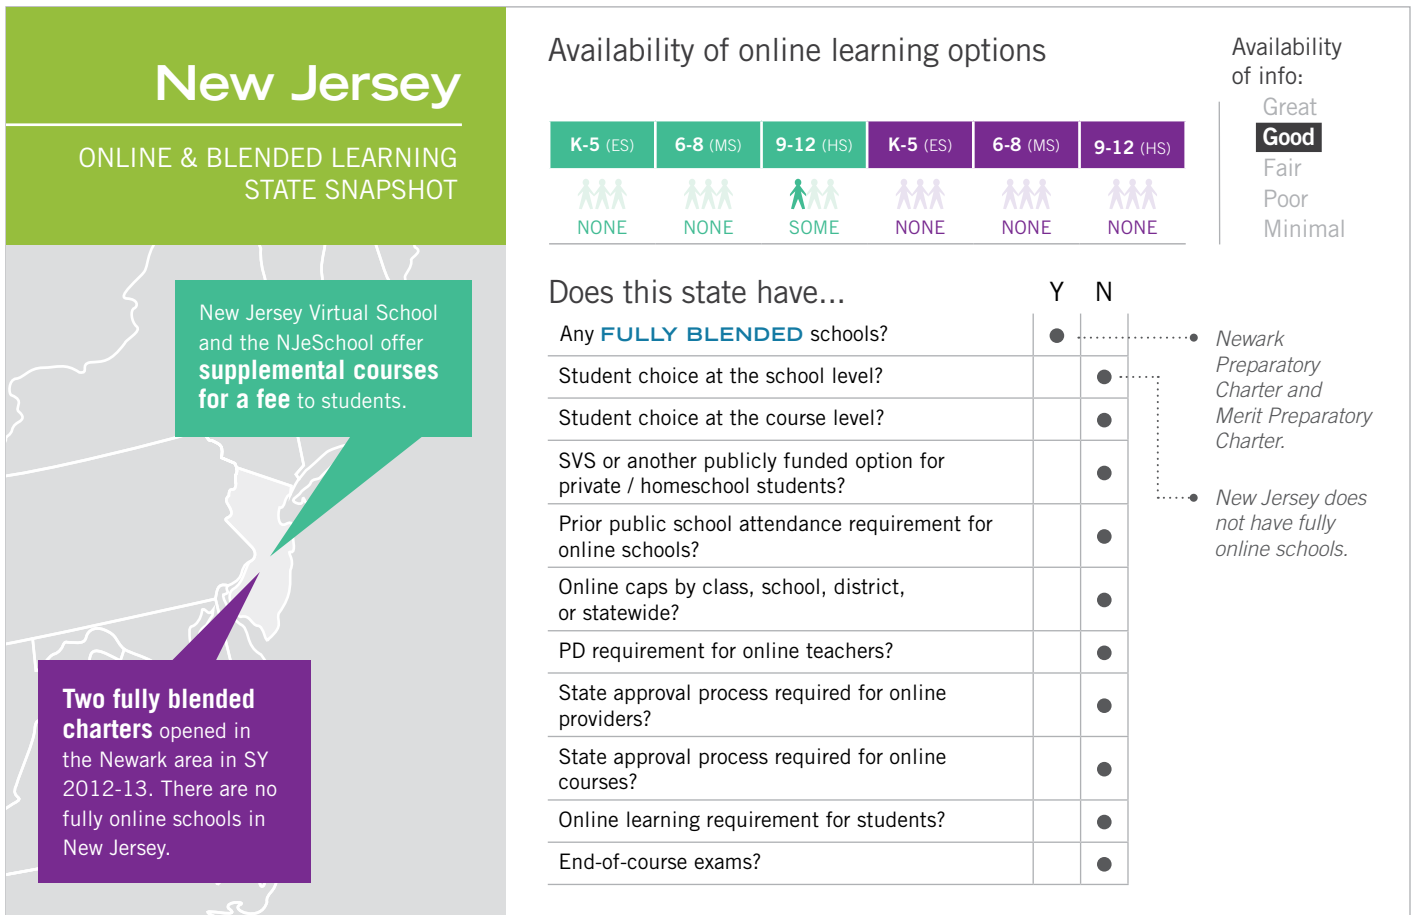 New Jersey
ONLINE & BLENDED LEARNING
STATE SNAPSHOT
New Jersey Virtual School
and the NJeSchool offer
supplemental courses
for a fee to students.
Two fully blended
charters opened in
the Newark area in SY
2012-13. There are no
fully online schools in
New Jersey.
Availability of online learning options
K-5 (ES) 6-8 (MS) 9-12 (HS) K-5 (ES) 6-8 (MS) 9-12 (HS)
NONE NONE SOME NONE NONE NONE
Availability
of info:
Great
Good
Fair
Poor
Minimal
Does this state have... Y N
Any FULLY BLENDED schools?
Student choice at the school level?
Student choice at the course level?
SVS or another publicly funded option for
private / homeschool students?
Prior public school attendance requirement for
online schools?
Online caps by class, school, district,
or statewide?
PD requirement for online teachers?
State approval process required for online
providers?
State approval process required for online
courses?
Online learning requirement for students?
End-of-course exams?
Newark
Preparatory
Charter and
Merit Preparatory
Charter.
New Jersey does
not have fully
online schools.